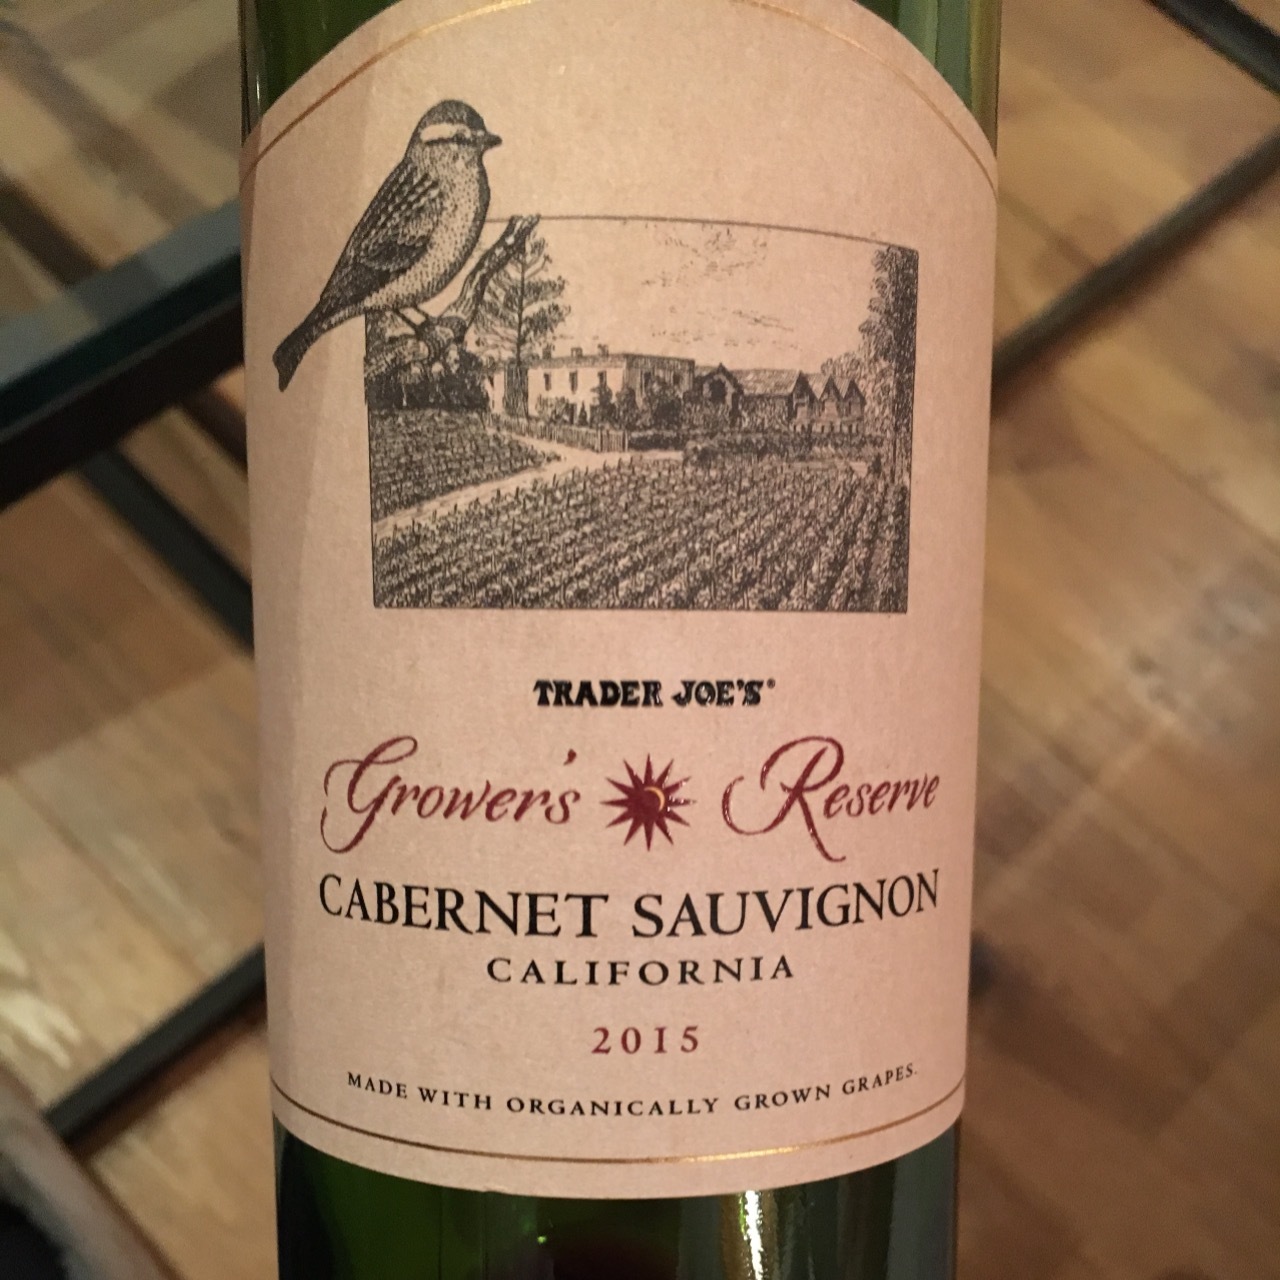 TRADER JOE'S®
Grower's Reserve
CABERNET SAUVIGNON
CALIFORNIA
2015
MADE WITH ORGANICALLY GROWN GRAPES.